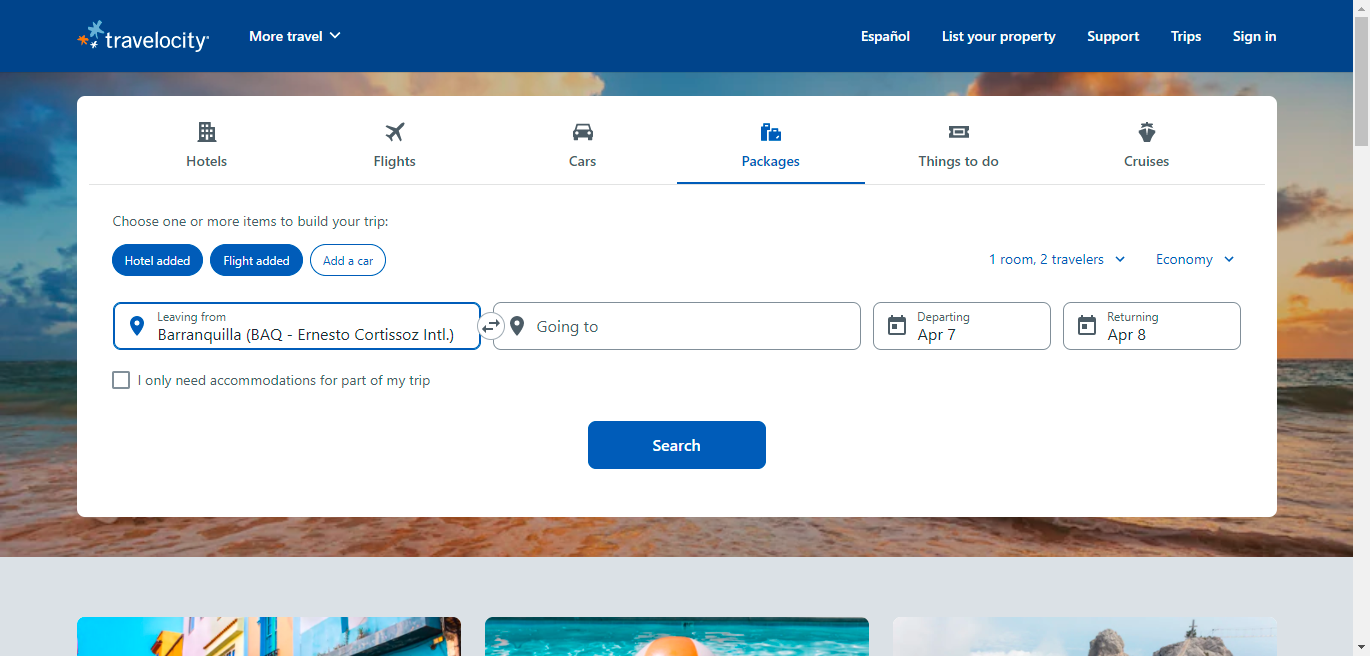 travelocity
More travel
Español
List your property
Support
Trips
Sign in
Hotels
Flights
Cars
Packages
Things to do
Cruises
Choose one or more items to build your trip:
Hotel added
Flight added
Add a car
1 room, 2 travelers
Economy
Leaving from
Barranquilla (BAQ - Ernesto Cortissoz Intl.)
Going to
Departing
Apr 7
Returning
Apr 8
I only need accommodations for part of my trip
Search